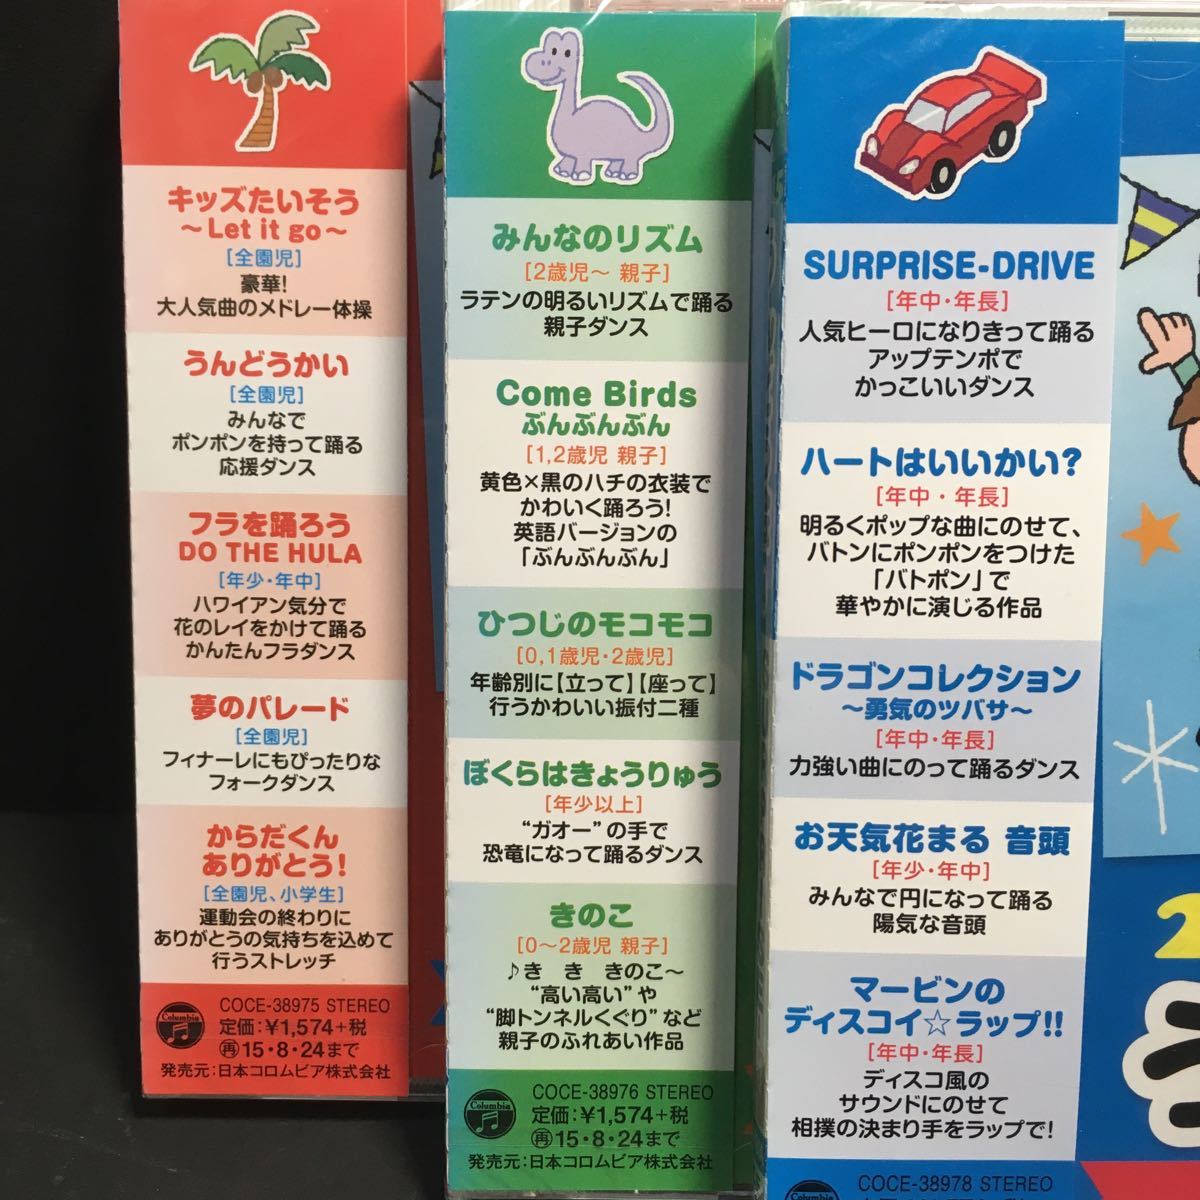 キッズたいそう
～Let it go～
[全園児]
豪華!
大人気曲のメドレー体操
うんどうかい
[全園児]
みんなで
ポンポンを持って踊る
応援ダンス
フラを踊ろう
DO THE HULA
[年少・年中]
ハワイアン気分で
花のレイをかけて踊る
かんたんフラダンス
夢のパレード
[全園児]
フィナーレにもぴったりな
フォークダンス
からだくん
ありがとう!
[全園児、小学生]
運動会の終わりに
ありがとうの気持ちを込めて
行うストレッチ
Columbia
COCE-38975 STEREO
定価:¥1,574+税
再15・8・24まで
発売元:日本コロムビア株式会社
みんなのリズム
[2歳児～ 親子]
ラテンの明るいリズムで踊る
親子ダンス
Come Birds
ぶんぶんぶん
[1,2歳児 親子]
黄色×黒のハチの衣装で
かわいく踊ろう!
英語バージョンの
「ぶんぶんぶん」
ひつじのモコモコ
[0,1歳児・2歳児]
年齢別に【立って】【座って】
行うかわいい振付二種
ぼくらはきょうりゅう
[年少以上]
“ガオー”の手で
恐竜になって踊るダンス
きのこ
[0～2歳児 親子]
♪き き きのこ～
“高い高い”や
“脚トンネルくぐり”など
親子のふれあい作品
Columbia
COCE-38976 STEREO
定価:¥1,574+税
再15・8・24まで
発売元:日本コロムビア株式会社
SURPRISE-DRIVE
[年中・年長]
人気ヒーロになりきって踊る
アップテンポで
かっこいいダンス
ハートはいいかい?
[年中・年長]
明るくポップな曲にのせて、
バトンにポンポンをつけた
「バトポン」で
華やかに演じる作品
ドラゴンコレクション
～勇気のツバサ～
[年中・年長]
力強い曲にのって踊るダンス
お天気花まる 音頭
[年少・年中]
みんなで円になって踊る
陽気な音頭
マービンの
ディスコイ☆ラップ!!
[年中・年長]
ディスコ風の
サウンドにのせて
相撲の決まり手をラップで!
COCE-38978 STEREO